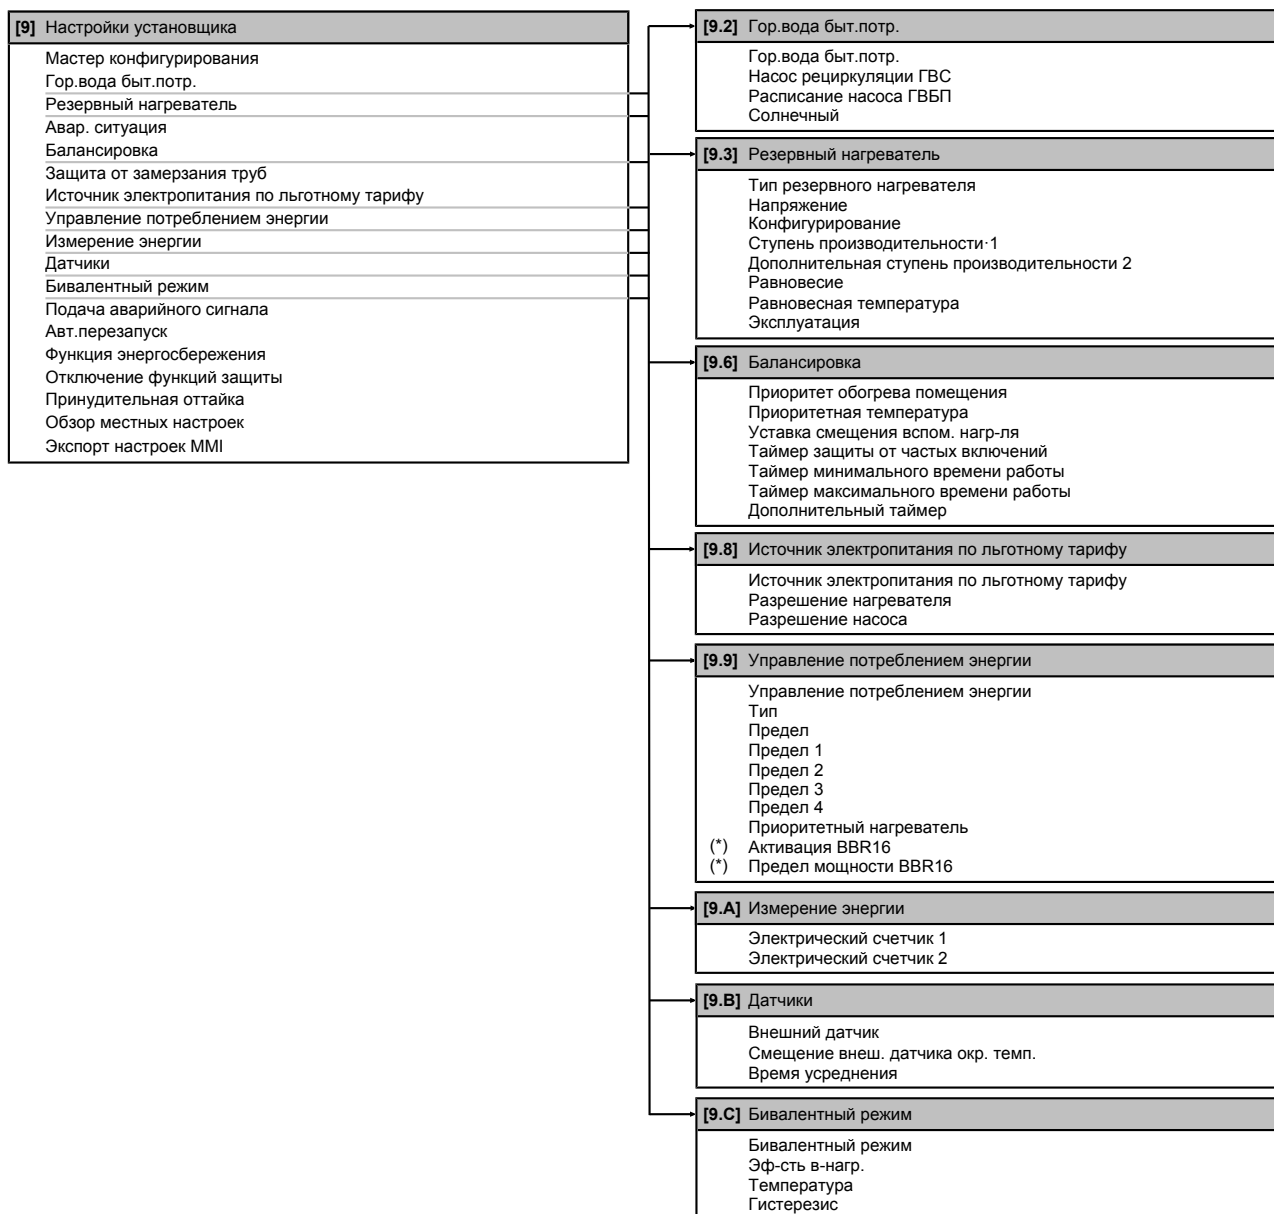 [9] Настройки установщика
Мастер конфигурирования
Гор.вода быт.потр.
Резервный нагреватель
Авар. ситуация
Балансировка
Защита от замерзания труб
Источник электропитания по льготному тарифу
Управление потреблением энергии
Измерение энергии
Датчики
Бивалентный режим
Подача аварийного сигнала
Авт.перезапуск
Функция энергосбережения
Отключение функций защиты
Принудительная оттайка
Обзор местных настроек
Экспорт настроек MMI
[9.2] Гор.вода быт.потр.
Гор.вода быт.потр.
Насос рециркуляции ГВС
Расписание насоса ГВБП
Солнечный
[9.3] Резервный нагреватель
Тип резервного нагревателя
Напряжение
Конфигурирование
Ступень производительности·1
Дополнительная ступень производительности 2
Равновесие
Равновесная температура
Эксплуатация
[9.6] Балансировка
Приоритет обогрева помещения
Приоритетная температура
Уставка смещения вспом. нагр-ля
Таймер защиты от частых включений
Таймер минимального времени работы
Таймер максимального времени работы
Дополнительный таймер
[9.8] Источник электропитания по льготному тарифу
Источник электропитания по льготному тарифу
Разрешение нагревателя
Разрешение насоса
[9.9] Управление потреблением энергии
Управление потреблением энергии
Тип
Предел
Предел 1
Предел 2
Предел 3
Предел 4
Приоритетный нагреватель
(*) Активация BBR16
(*) Предел мощности BBR16
[9.A] Измерение энергии
Электрический счетчик 1
Электрический счетчик 2
[9.B] Датчики
Внешний датчик
Смещение внеш. датчика окр. темп.
Время усреднения
[9.C] Бивалентный режим
Бивалентный режим
Эф-сть в-нагр.
Температура
Гистерезис